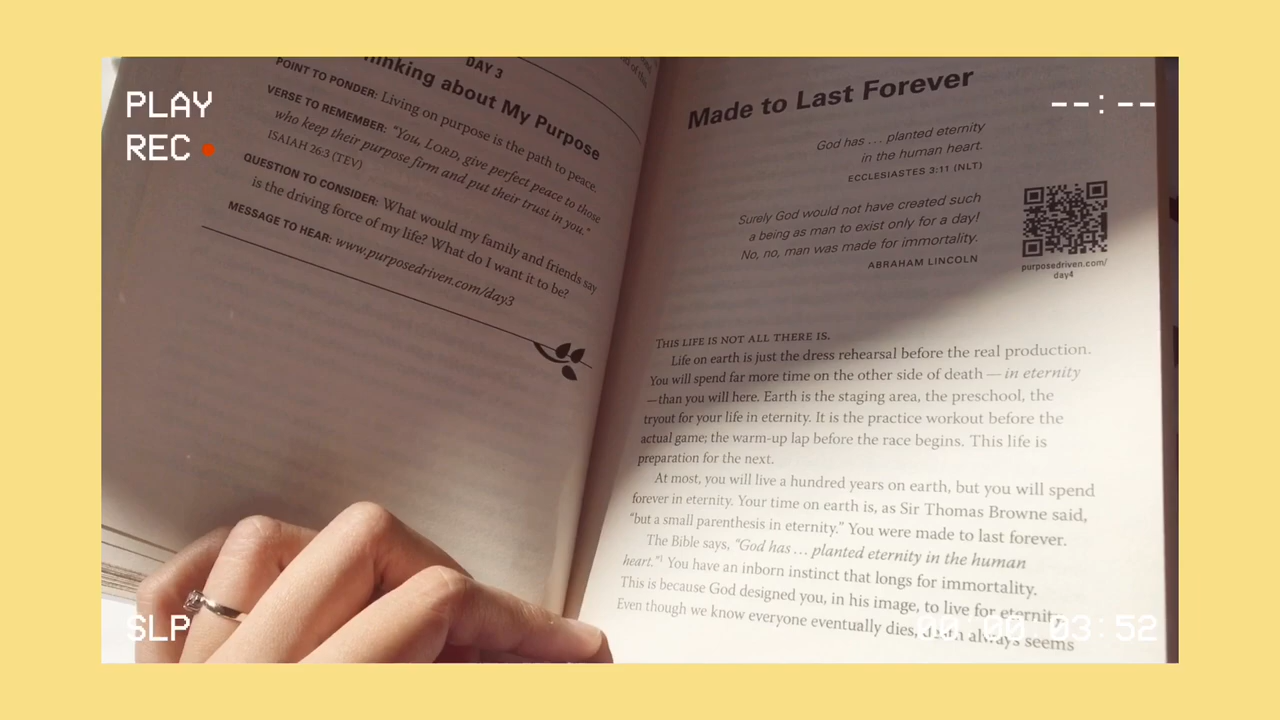 PLAY
REC
--:--
DAY 3
inking about My Purpose
POINT TO PONDER: Living on purpose is the path to peace.
VERSE TO REMEMBER: "You, LORD, give perfect peace to those
who keep their purpose firm and put their trust in you."
ISAIAH 26:3 (TEV)
QUESTION TO CONSIDER: What would my family and friends say
is the driving force of my life? What do I want it to be?
MESSAGE TO HEAR: www.purposedriven.com/day3
Made to Last Forever
God has ... planted eternity
in the human heart.
ECCLESIASTES 3:11 (NLT)
Surely God would not have created such
a being as man to exist only for a day!
No, no, man was made for immortality.
ABRAHAM LINCOLN
purposedriven.com/
day4
THIS LIFE IS NOT ALL THERE IS.
Life on earth is just the dress rehearsal before the real production.
You will spend far more time on the other side of death — in eternity
—than you will here. Earth is the staging area, the preschool, the
tryout for your life in eternity. It is the practice workout before the
actual game; the warm-up lap before the race begins. This life is
preparation for the next.
At most, you will live a hundred years on earth, but you will spend
forever in eternity. Your time on earth is, as Sir Thomas Browne said,
"but a small parenthesis in eternity." You were made to last forever.
The Bible says, "God has ... planted eternity in the human
heart."1 You have an inborn instinct that longs for immortality.
This is because God designed you, in his image, to live for eternity.
Even though we know everyone eventually dies, death always seems
SLP
00:00 03:52